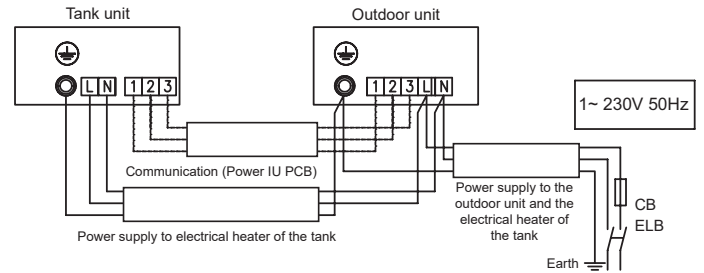 Tank unit
Outdoor unit
L N 1 2 3
1 2 3 L N
1~ 230V 50Hz
Communication (Power IU PCB)
Power supply to the
outdoor unit and the
electrical heater of
the tank
CB
ELB
Power supply to electrical heater of the tank
Earth